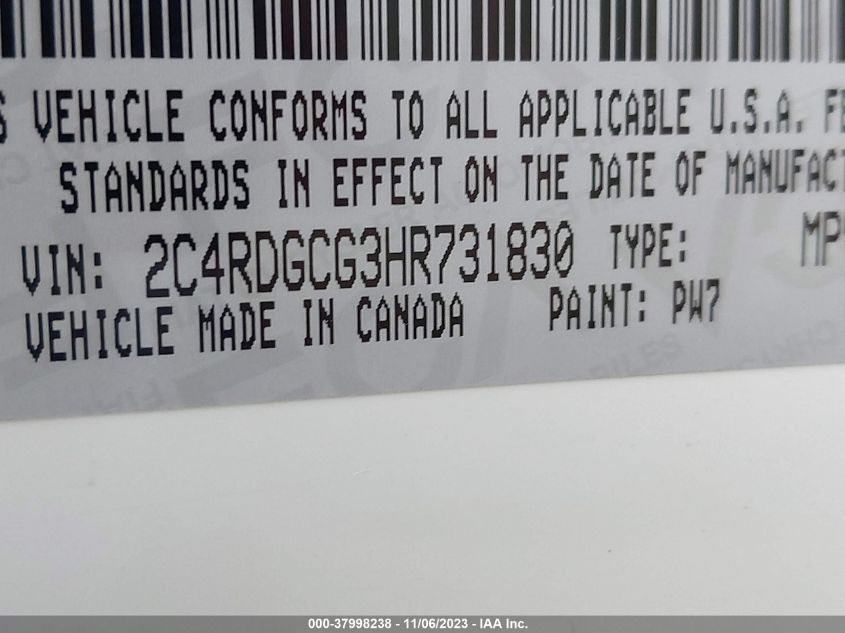 VEHICLE CONFORMS TO ALL APPLICABLE U.S.A.
STANDARDS IN EFFECT ON THE DATE OF
VIN: 2C4RDGCG3HR731830 TYPE:
VEHICLE MADE IN CANADA PAINT: PW7
000-37998238 - 11/06/2023 - IAA Inc.